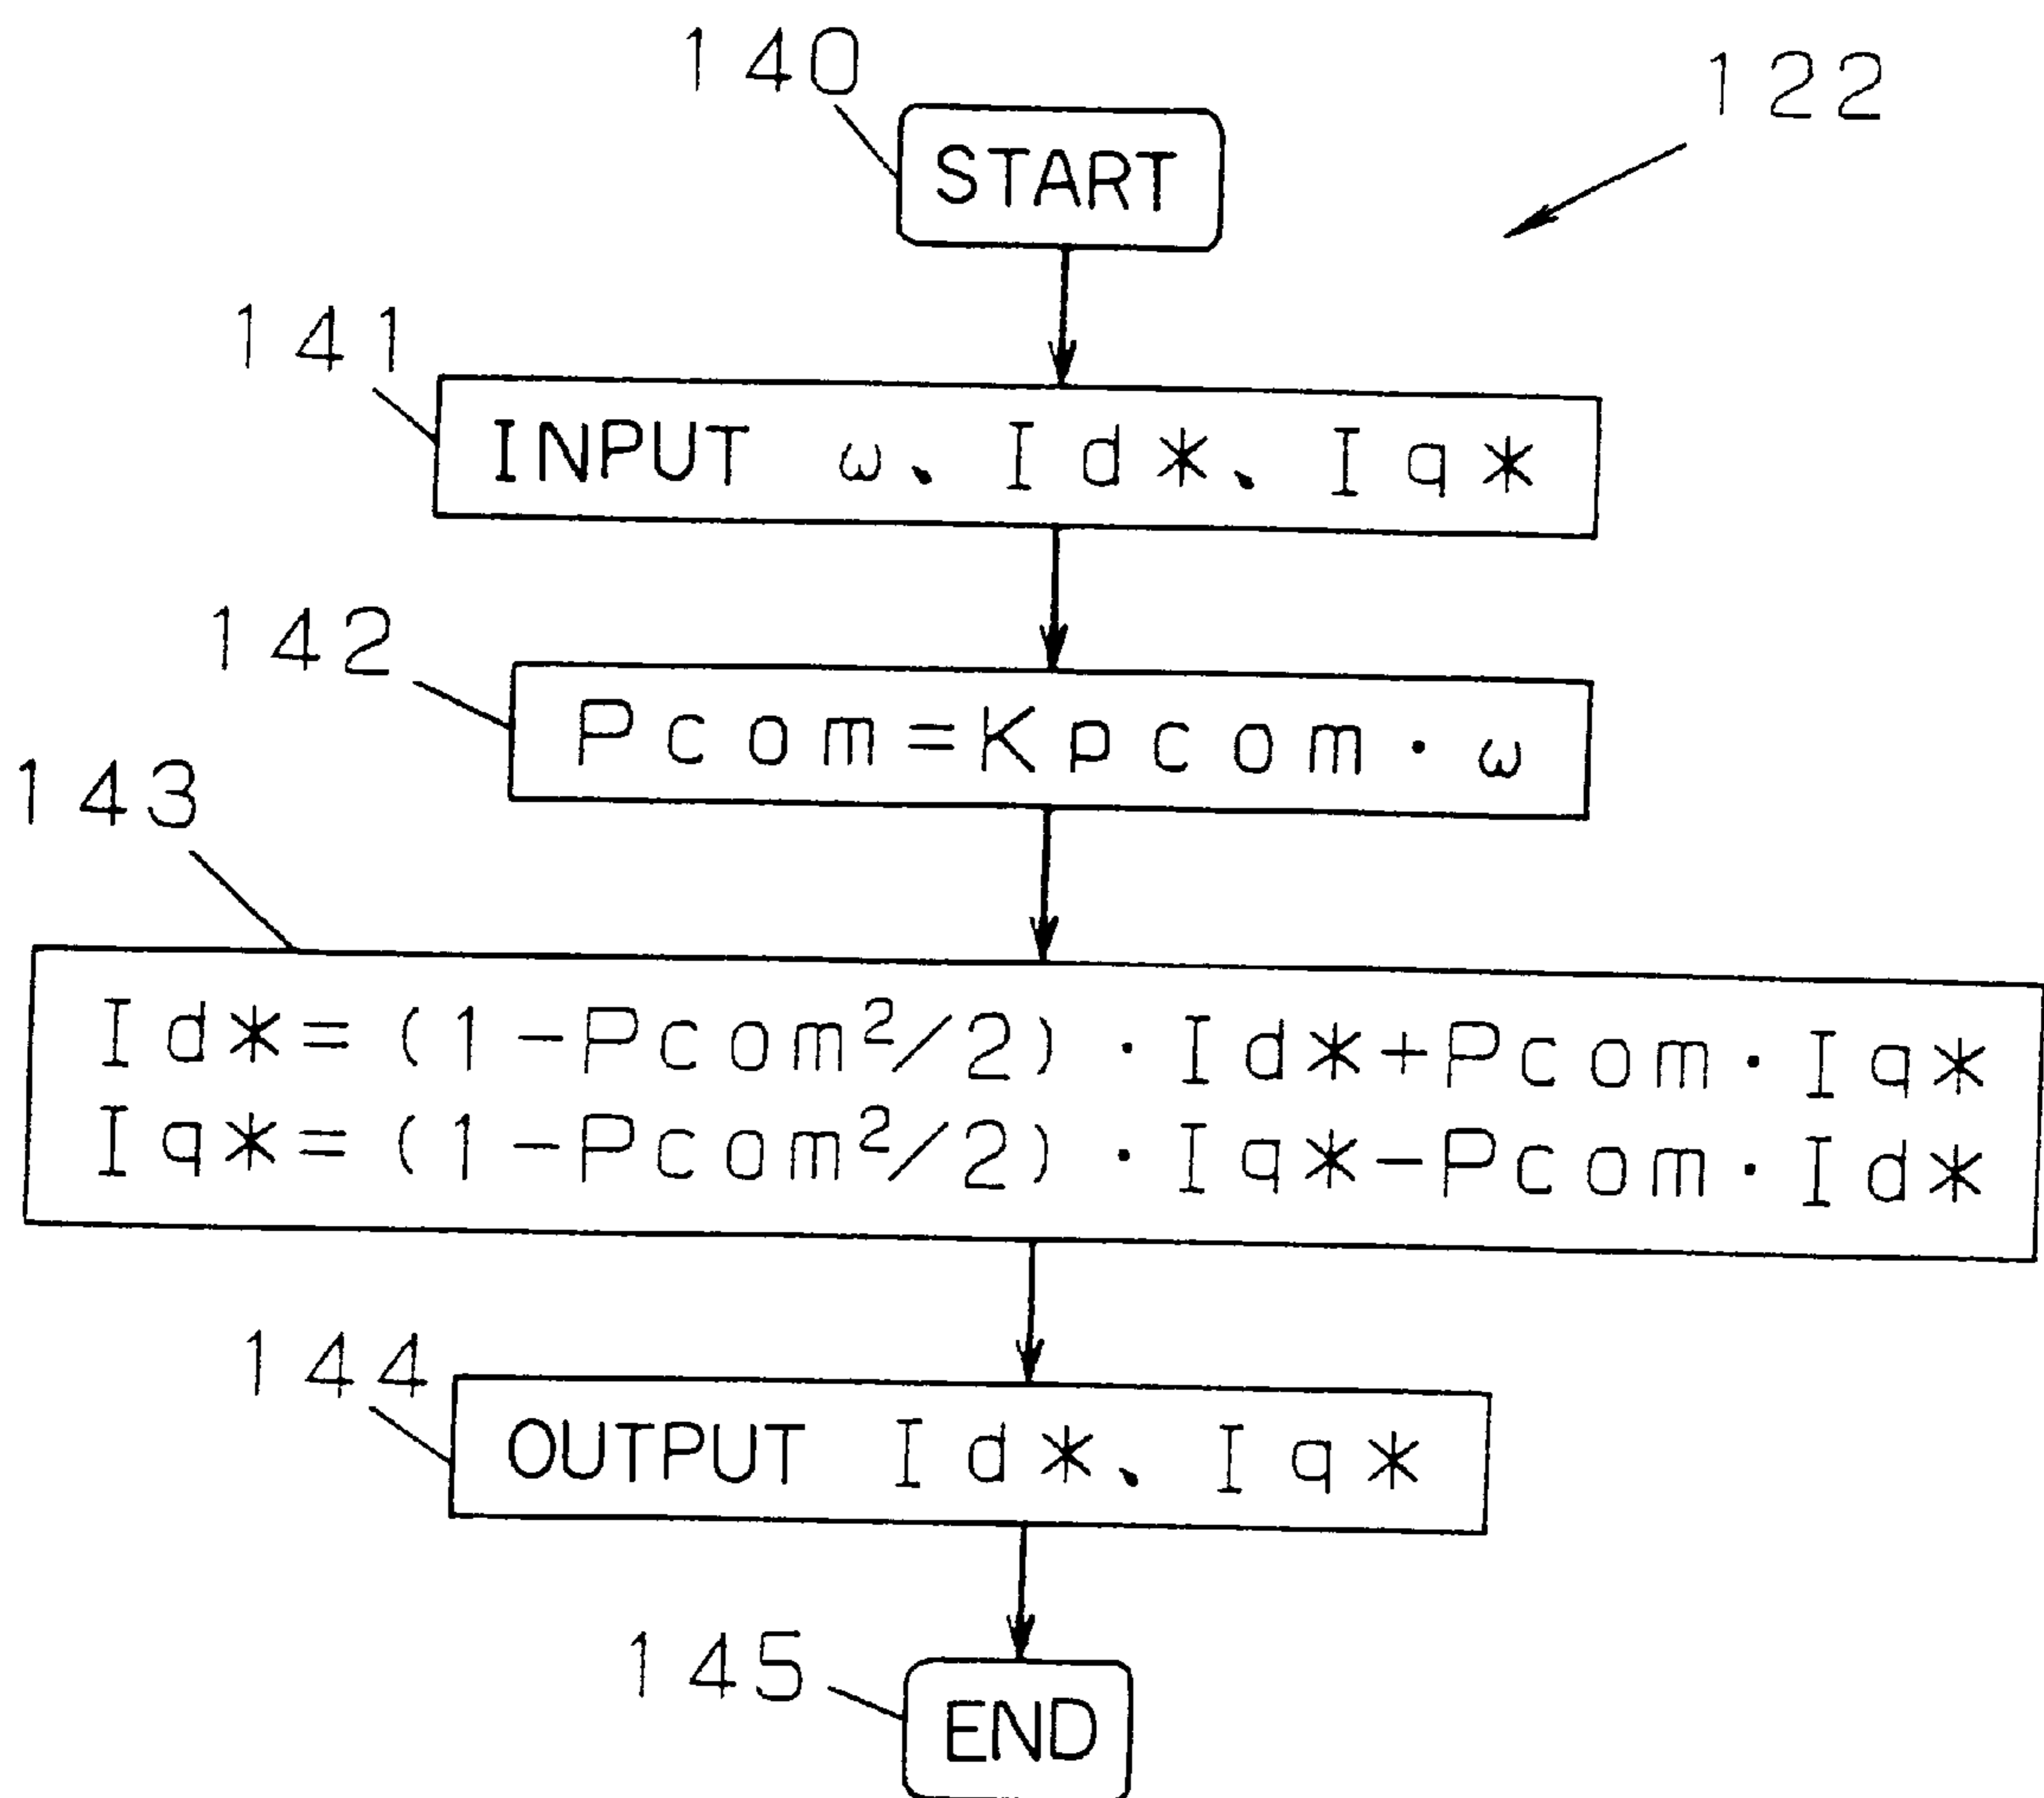 140
122
START
141
INPUT ω、Id*、Iq*
142
Pcom=Kpcom・ω
143
Id*=(1-Pcom²/2)・Id*+Pcom・Iq*
Iq*=(1-Pcom²/2)・Iq*-Pcom・Id*
144
OUTPUT Id*、Iq*
145
END